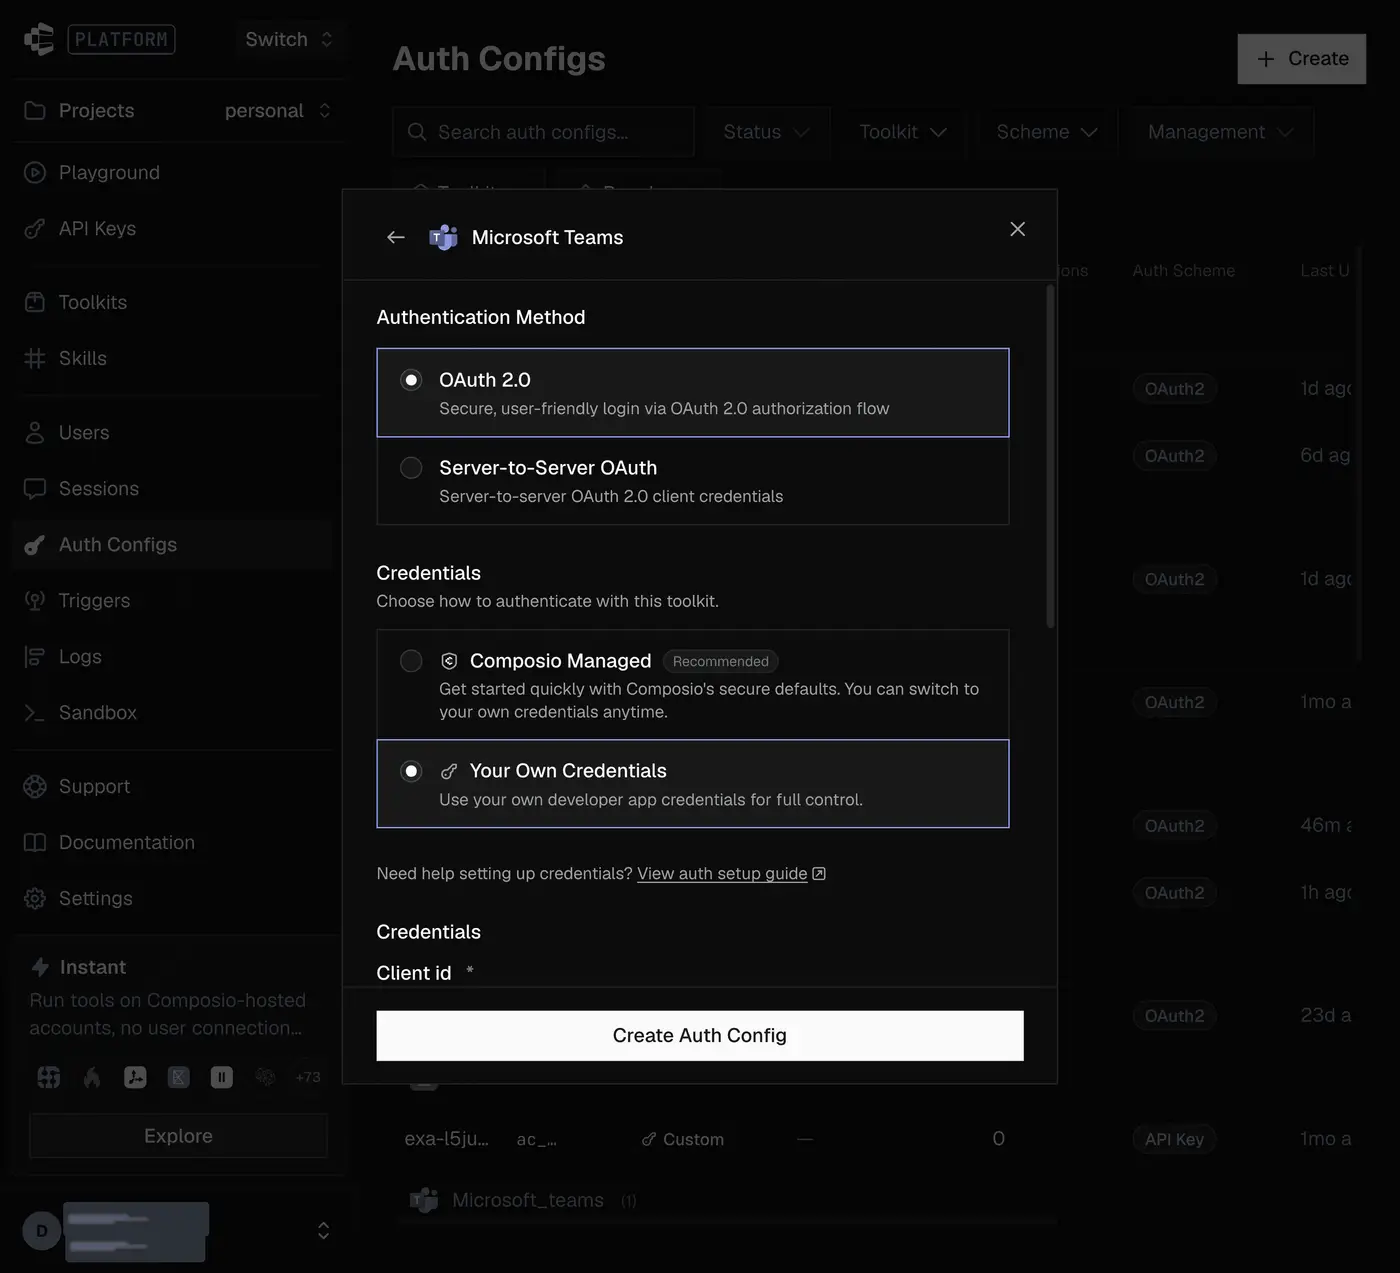 PLATFORM
Switch
Projects
personal
Playground
API Keys
Toolkits
Skills
Users
Sessions
Auth Configs
Triggers
Logs
Sandbox
Support
Documentation
Settings
Instant
Run tools on Composio-hosted
accounts, no user connection...
+73
Explore
D
Auth Configs
+ Create
Search auth configs...
Status
Toolkit
Scheme
Management
Microsoft Teams
Authentication Method
OAuth 2.0
Secure, user-friendly login via OAuth 2.0 authorization flow
Server-to-Server OAuth
Server-to-server OAuth 2.0 client credentials
Credentials
Choose how to authenticate with this toolkit.
Composio Managed Recommended
Get started quickly with Composio's secure defaults. You can switch to
your own credentials anytime.
Your Own Credentials
Use your own developer app credentials for full control.
Need help setting up credentials? View auth setup guide
Credentials
Client id *
Create Auth Config
ions
Auth Scheme
Last U
OAuth2
1d ago
OAuth2
6d ag
OAuth2
1d ago
OAuth2
1mo a
OAuth2
46m a
OAuth2
1h ago
OAuth2
23d a
exa-l5ju...
ac_...
Custom
—
0
API Key
1mo a
Microsoft_teams (1)